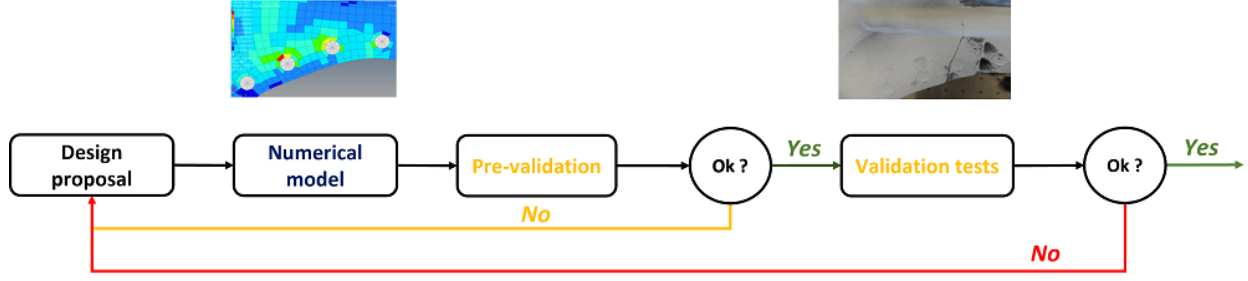 Design
proposal
Numerical
model
Pre-validation
Ok ?
Yes
Validation tests
Ok ?
Yes
No
No